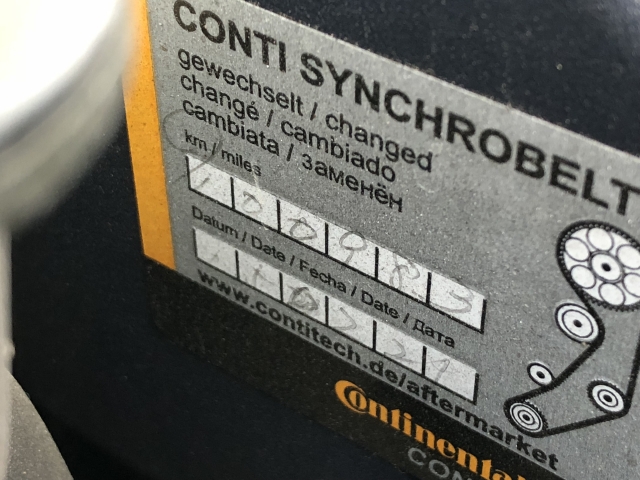 CONTI SYNCHROBELT
gewechselt / changed
changé / cambiado
cambiata / Заменён
km / miles
100983
Datum / Date / Fecha / Date / Дата
www.contitech.de/aftermarket
Continental